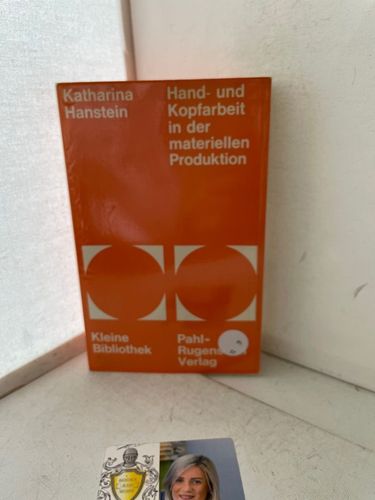 Katharina
Hanstein
Hand- und
Kopfarbeit
in der
materiellen
Produktion
Kleine
Bibliothek
Pahl-
Verlag